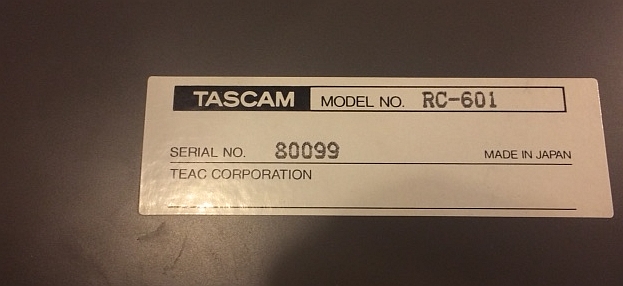 TASCAM MODEL NO. RC-601
SERIAL NO. 80099 MADE IN JAPAN
TEAC CORPORATION